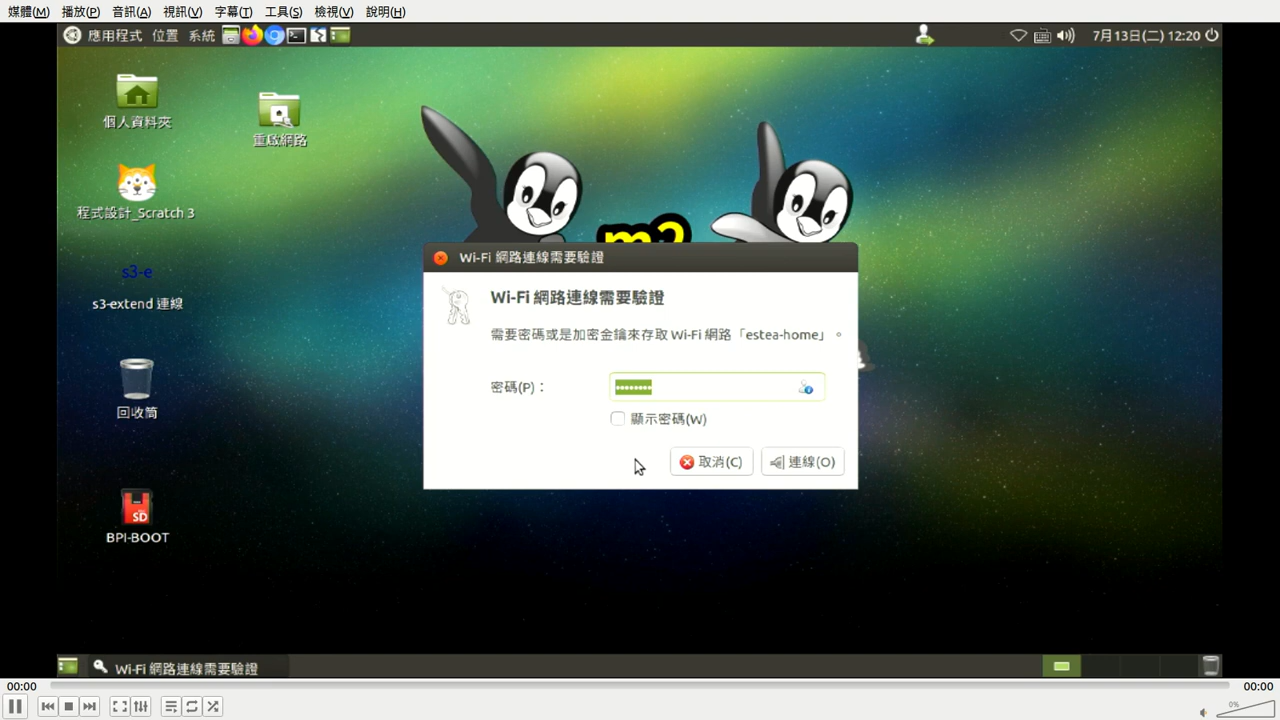 媒體(M) 播放(P) 音訊(A) 視訊(V) 字幕(T) 工具(S) 檢視(V) 說明(H)
應用程式 位置 系統
7月13日(二) 12:20
個人資料夾
重啟網路
程式設計_Scratch 3
s3-e
s3-extend 連線
回收筒
SD
BPI-BOOT
m2
Wi-Fi 網路連線需要驗證
Wi-Fi 網路連線需要驗證
需要密碼或是加密金鑰來存取 Wi-Fi 網路「estea-home」。
密碼(P)：
顯示密碼(W)
取消(C) 連線(O)
Wi-Fi 網路連線需要驗證
00:00 00:00
0%